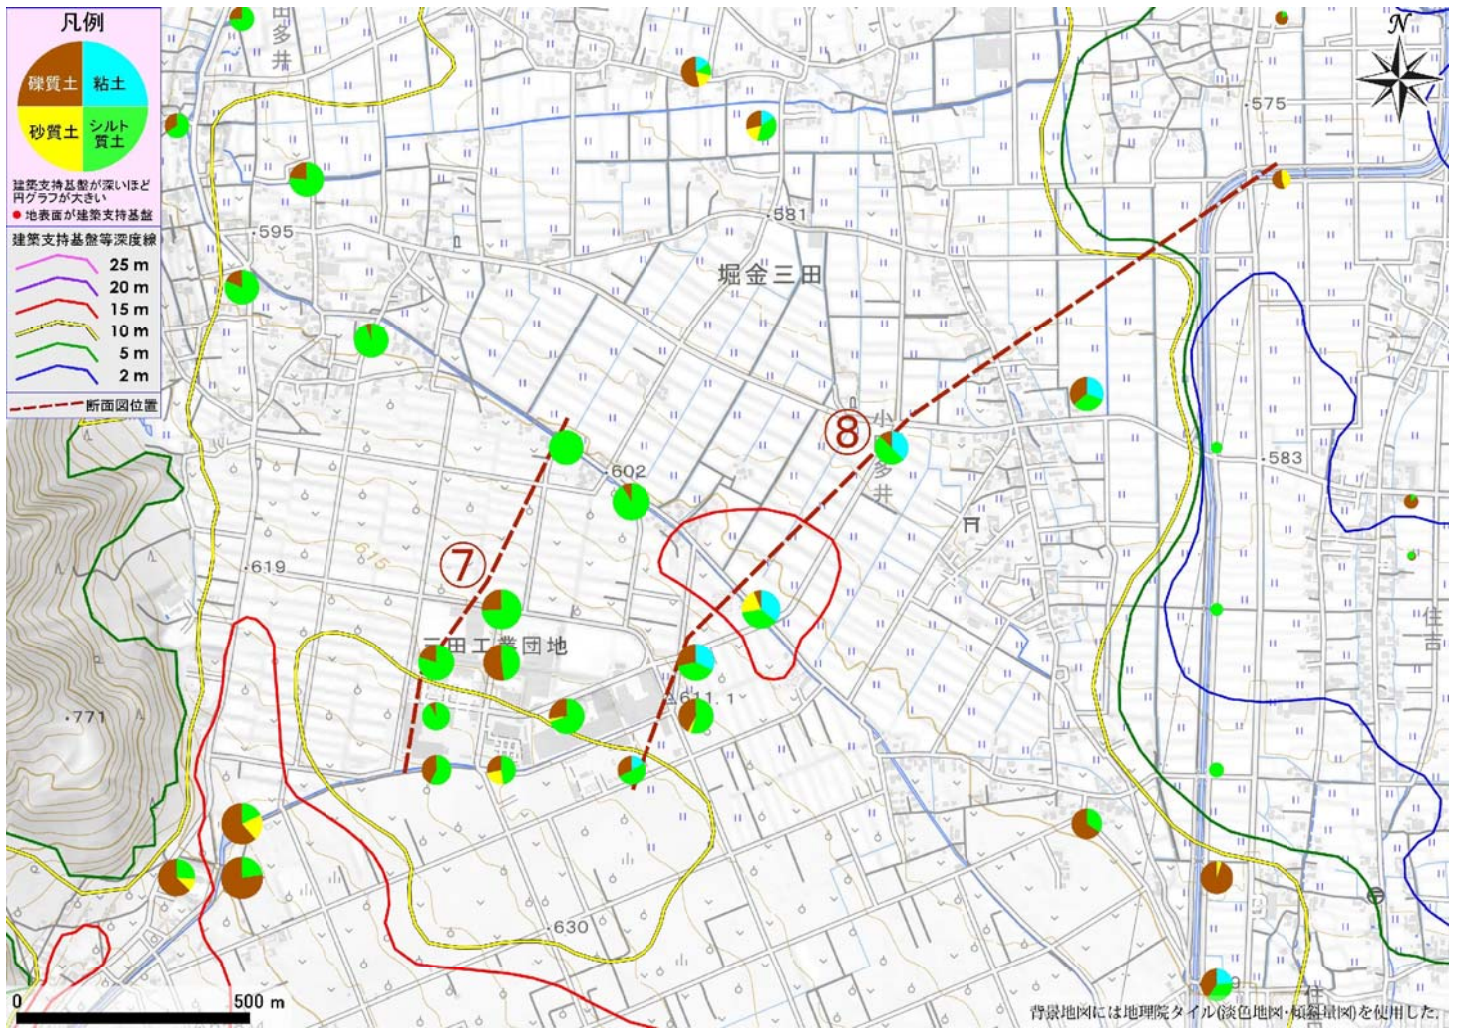 凡例
礫質土
粘土
砂質土
シルト
質土
建築支持基盤が深いほど
円グラフが大きい
地表面が建築支持基盤
建築支持基盤等深度線
25 m
20 m
15 m
10 m
5 m
2 m
断面図位置
N
田多井
575
581
595
堀金三田
⑧
小田多井
583
602
⑦
615
619
三田工業団地
住吉
611.1
771
630
0
500 m
背景地図には地理院タイル(淡色地図・傾斜量図)を使用した.